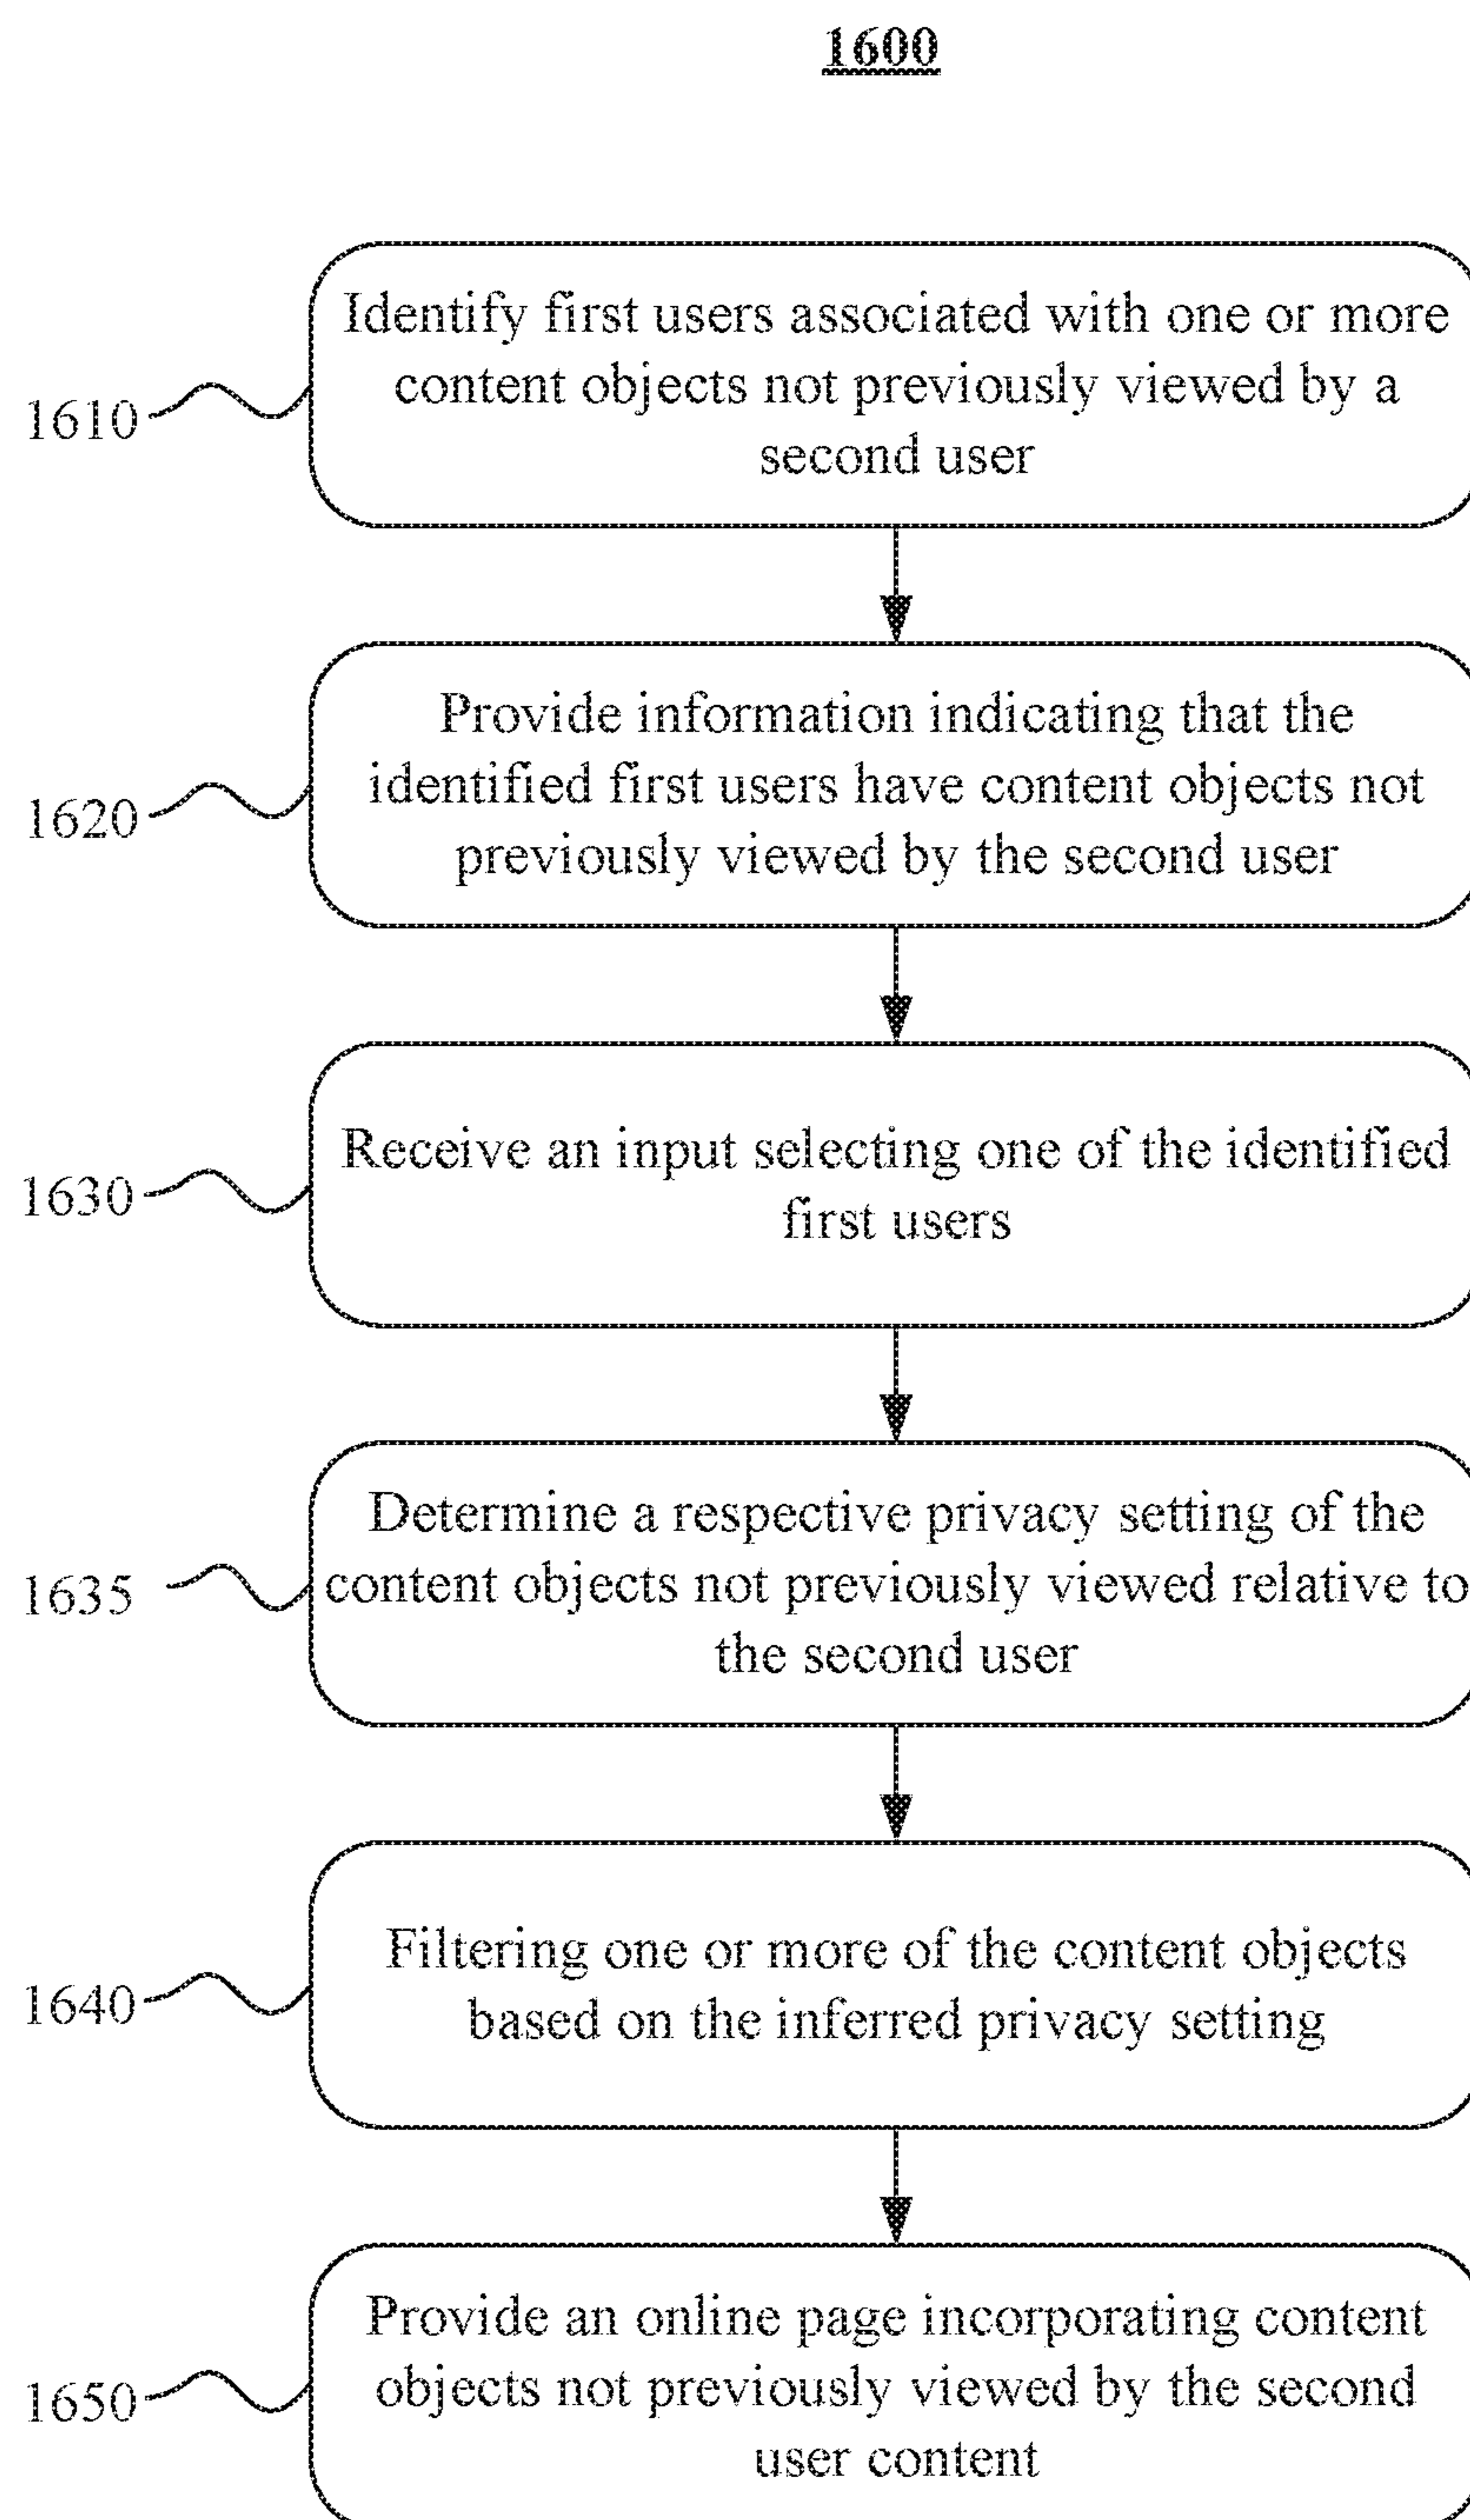 1600
Identify first users associated with one or more
content objects not previously viewed by a
second user
1610
Provide information indicating that the
identified first users have content objects not
previously viewed by the second user
1620
Receive an input selecting one of the identified
first users
1630
Determine a respective privacy setting of the
content objects not previously viewed relative to
the second user
1635
Filtering one or more of the content objects
based on the inferred privacy setting
1640
Provide an online page incorporating content
objects not previously viewed by the second
user content
1650